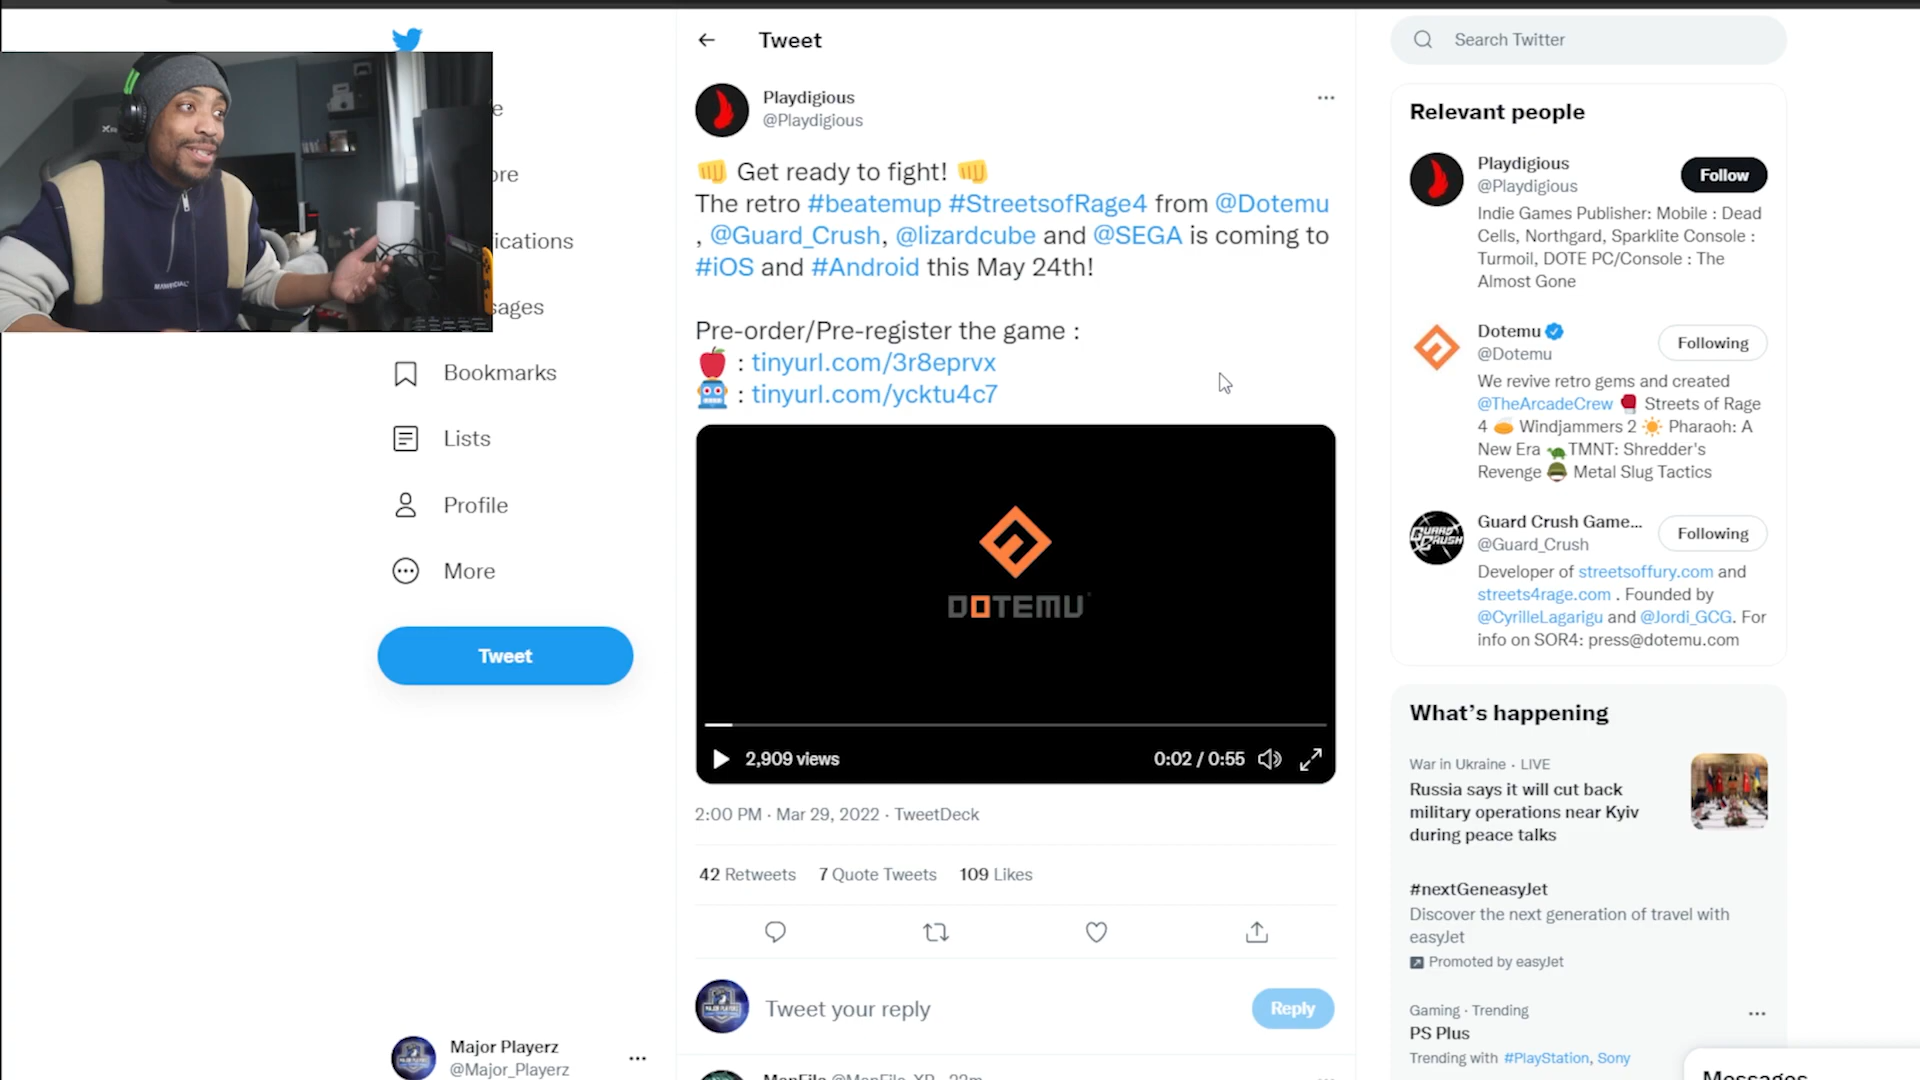 Tweet
Search Twitter
Playdigious
@Playdigious
👊 Get ready to fight! 👊
The retro #beatemup #StreetsofRage4 from @Dotemu
, @Guard_Crush, @lizardcube and @SEGA is coming to
#iOS and #Android this May 24th!
Pre-order/Pre-register the game :
🍎 : tinyurl.com/3r8eprvx
🤖 : tinyurl.com/ycktu4c7
DOTEMU
2,909 views
0:02 / 0:55
2:00 PM · Mar 29, 2022 · TweetDeck
42 Retweets 7 Quote Tweets 109 Likes
Tweet your reply
Reply
22m
e
ore
ications
sages
Bookmarks
Lists
Profile
More
Tweet
Major Playerz
@Major_Playerz
Relevant people
Playdigious
@Playdigious
Follow
Indie Games Publisher: Mobile : Dead
Cells, Northgard, Sparklite Console :
Turmoil, DOTE PC/Console : The
Almost Gone
Dotemu
@Dotemu
Following
We revive retro gems and created
@TheArcadeCrew 🥊 Streets of Rage
4 🥏 Windjammers 2 ☀️ Pharaoh: A
New Era 🐢TMNT: Shredder's
Revenge 🪖 Metal Slug Tactics
GUARD
CRUSH
Guard Crush Game...
@Guard_Crush
Following
Developer of streetsoffury.com and
streets4rage.com . Founded by
@CyrilleLagarigu and @Jordi_GCG. For
info on SOR4: press@dotemu.com
What's happening
War in Ukraine · LIVE
Russia says it will cut back
military operations near Kyiv
during peace talks
#nextGeneasyJet
Discover the next generation of travel with
easyJet
Promoted by easyJet
Gaming · Trending
PS Plus
Trending with #PlayStation, Sony
Messages